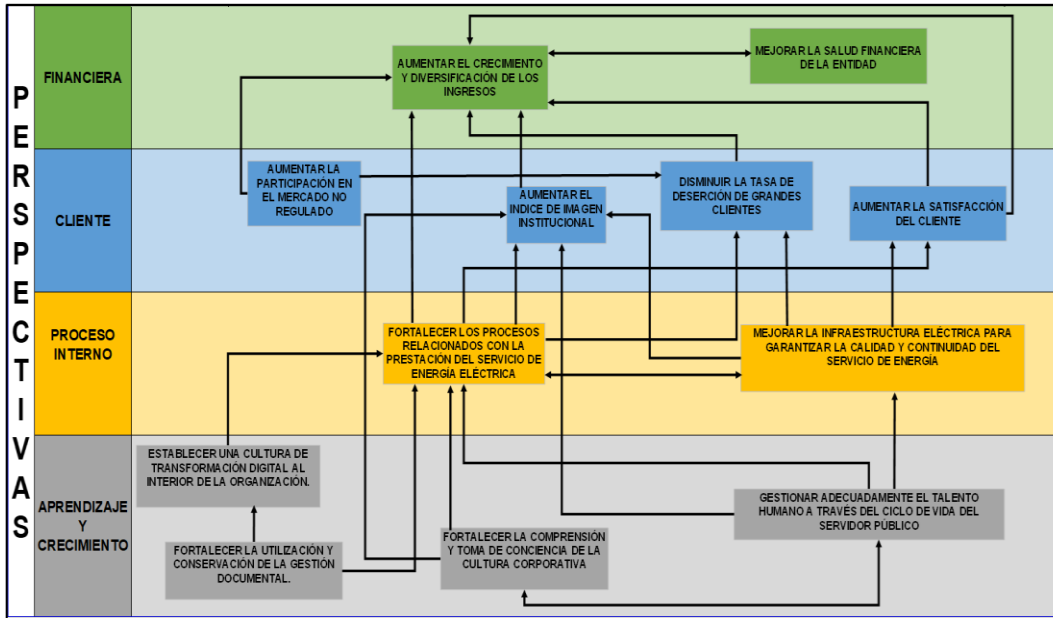 PERSPECTIVAS
FINANCIERA
AUMENTAR EL CRECIMIENTO
Y DIVERSIFICACIÓN DE LOS
INGRESOS
MEJORAR LA SALUD FINANCIERA
DE LA ENTIDAD
CLIENTE
AUMENTAR LA
PARTICIPACIÓN EN
EL MERCADO NO
REGULADO
AUMENTAR EL
INDICE DE IMAGEN
INSTITUCIONAL
DISMINUIR LA TASA DE
DESERCIÓN DE GRANDES
CLIENTES
AUMENTAR LA SATISFACCIÓN
DEL CLIENTE
PROCESO
INTERNO
FORTALECER LOS PROCESOS
RELACIONADOS CON LA
PRESTACIÓN DEL SERVICIO DE
ENERGÍA ELÉCTRICA
MEJORAR LA INFRAESTRUCTURA ELÉCTRICA PARA
GARANTIZAR LA CALIDAD Y CONTINUIDAD DEL
SERVICIO DE ENERGÍA
APRENDIZAJE
Y
CRECIMIENTO
ESTABLECER UNA CULTURA DE
TRANSFORMACIÓN DIGITAL AL
INTERIOR DE LA ORGANIZACIÓN.
FORTALECER LA UTILIZACIÓN Y
CONSERVACIÓN DE LA GESTIÓN
DOCUMENTAL.
FORTALECER LA COMPRENSIÓN
Y TOMA DE CONCIENCIA DE LA
CULTURA CORPORATIVA
GESTIONAR ADECUADAMENTE EL TALENTO
HUMANO A TRAVÉS DEL CICLO DE VIDA DEL
SERVIDOR PÚBLICO